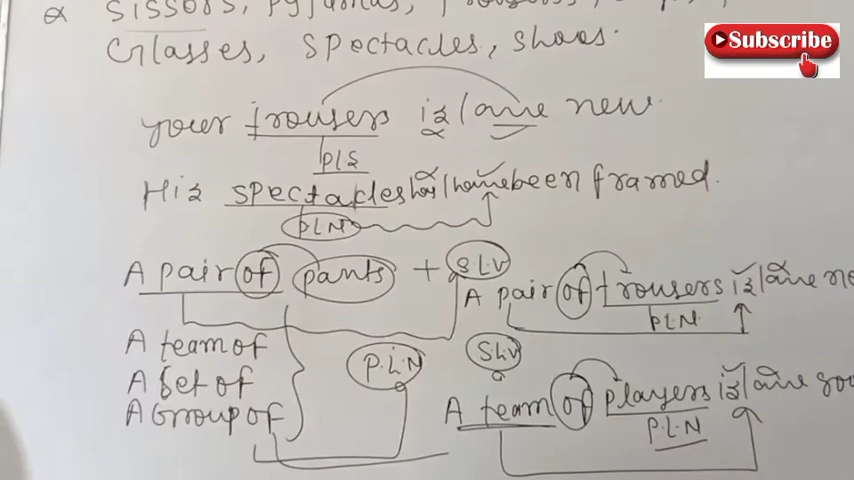 SISSORS, Pyjamas,
Glasses, Spectacles, Shoes.
Subscribe
your trousers is/are new.
PLS
His spectacles has/have been framed.
PLN
A pair of pants + SLV
A pair of trousers is/are
PLN
A team of
A Set of
A Group of
P.L.N
SLV
A team of players is/are
P.L.N